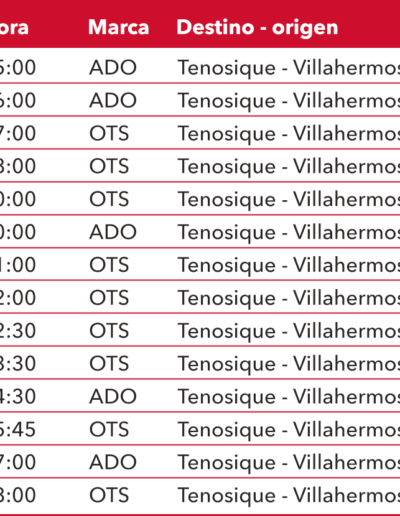 ora Marca Destino - origen
5:00 ADO Tenosique - Villahermos
6:00 ADO Tenosique - Villahermos
7:00 OTS Tenosique - Villahermos
8:00 OTS Tenosique - Villahermos
0:00 OTS Tenosique - Villahermos
0:00 ADO Tenosique - Villahermos
1:00 OTS Tenosique - Villahermos
2:00 OTS Tenosique - Villahermos
2:30 OTS Tenosique - Villahermos
3:30 OTS Tenosique - Villahermos
4:30 ADO Tenosique - Villahermos
5:45 OTS Tenosique - Villahermos
7:00 ADO Tenosique - Villahermos
8:00 OTS Tenosique - Villahermos